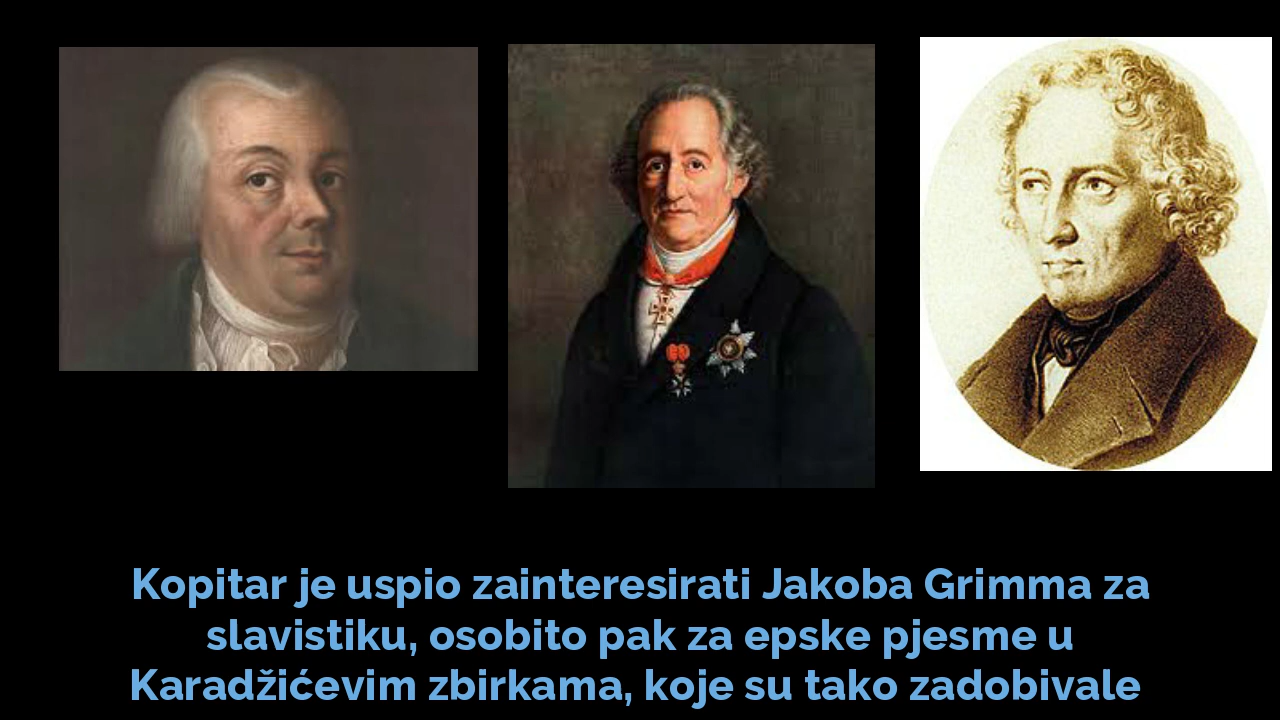 Kopitar je uspio zainteresirati Jakoba Grimma za
slavistiku, osobito pak za epske pjesme u
Karadžićevim zbirkama, koje su tako zadobivale